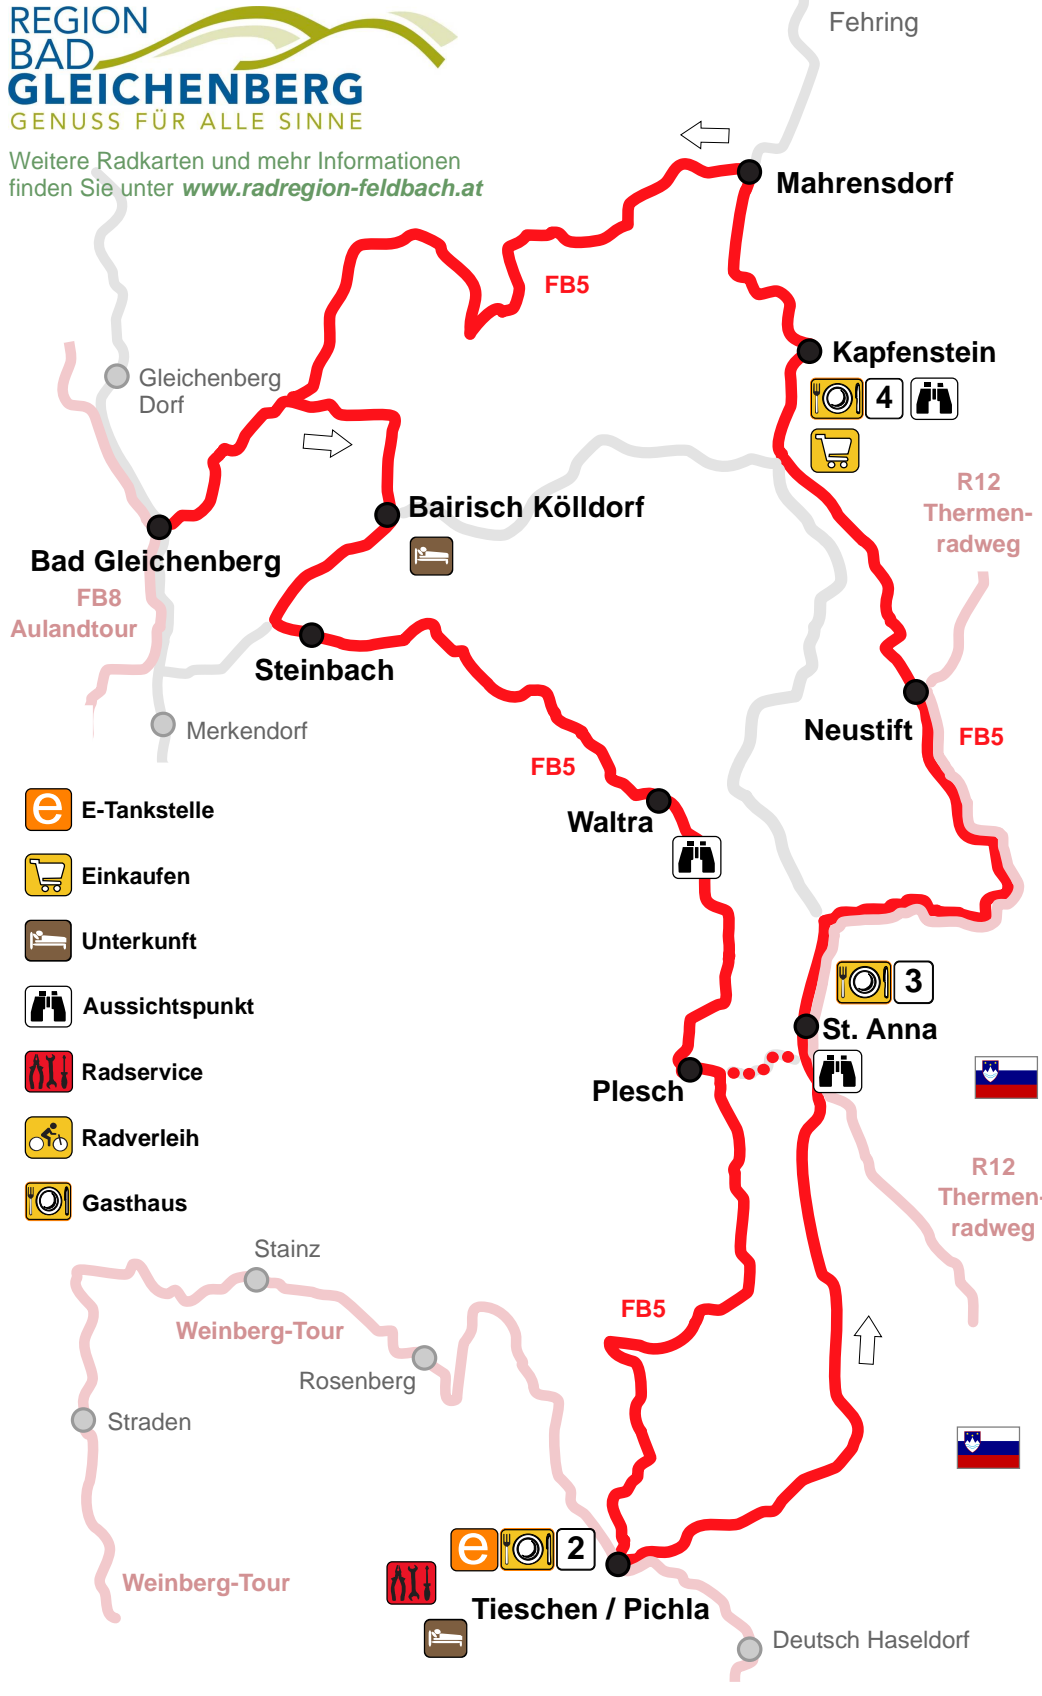 REGION
BAD
GLEICHENBERG
GENUSS FÜR ALLE SINNE
Weitere Radkarten und mehr Informationen
finden Sie unter www.radregion-feldbach.at
Fehring
Mahrensdorf
FB5
Kapfenstein
4
Gleichenberg
Dorf
R12
Thermen-
radweg
Bairisch Kölldorf
Bad Gleichenberg
FB8
Aulandtour
Steinbach
Merkendorf
Neustift
FB5
FB5
Waltra
e E-Tankstelle
Einkaufen
Unterkunft
Aussichtspunkt
Radservice
Radverleih
Gasthaus
3
St. Anna
Plesch
R12
Thermen-
radweg
Stainz
Weinberg-Tour
FB5
Rosenberg
Straden
e
2
Weinberg-Tour
Tieschen / Pichla
Deutsch Haseldorf